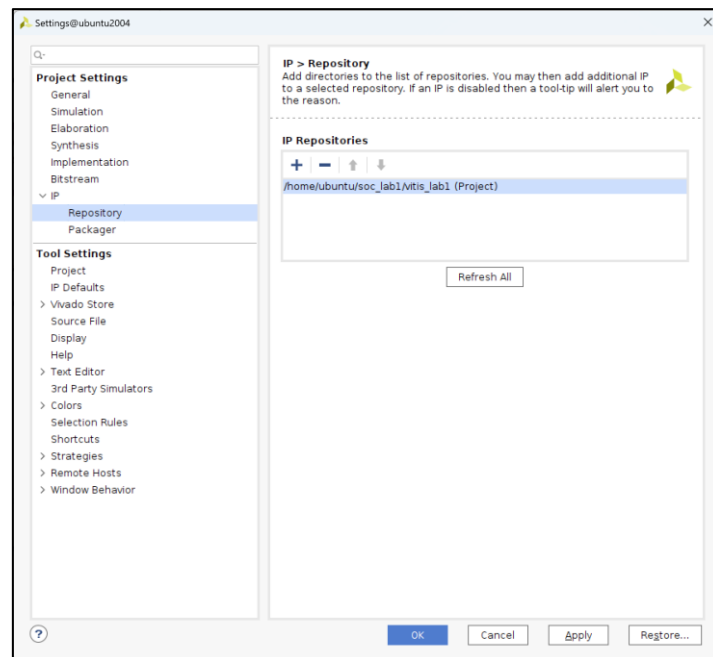 Settings@ubuntu2004
Q-
Project Settings
General
Simulation
Elaboration
Synthesis
Implementation
Bitstream
IP
Repository
Packager
Tool Settings
Project
IP Defaults
Vivado Store
Source File
Display
Help
Text Editor
3rd Party Simulators
Colors
Selection Rules
Shortcuts
Strategies
Remote Hosts
Window Behavior
IP > Repository
Add directories to the list of repositories. You may then add additional IP
to a selected repository. If an IP is disabled then a tool-tip will alert you to
the reason.
IP Repositories
/home/ubuntu/soc_lab1/vitis_lab1 (Project)
Refresh All
?
OK Cancel Apply Restore...